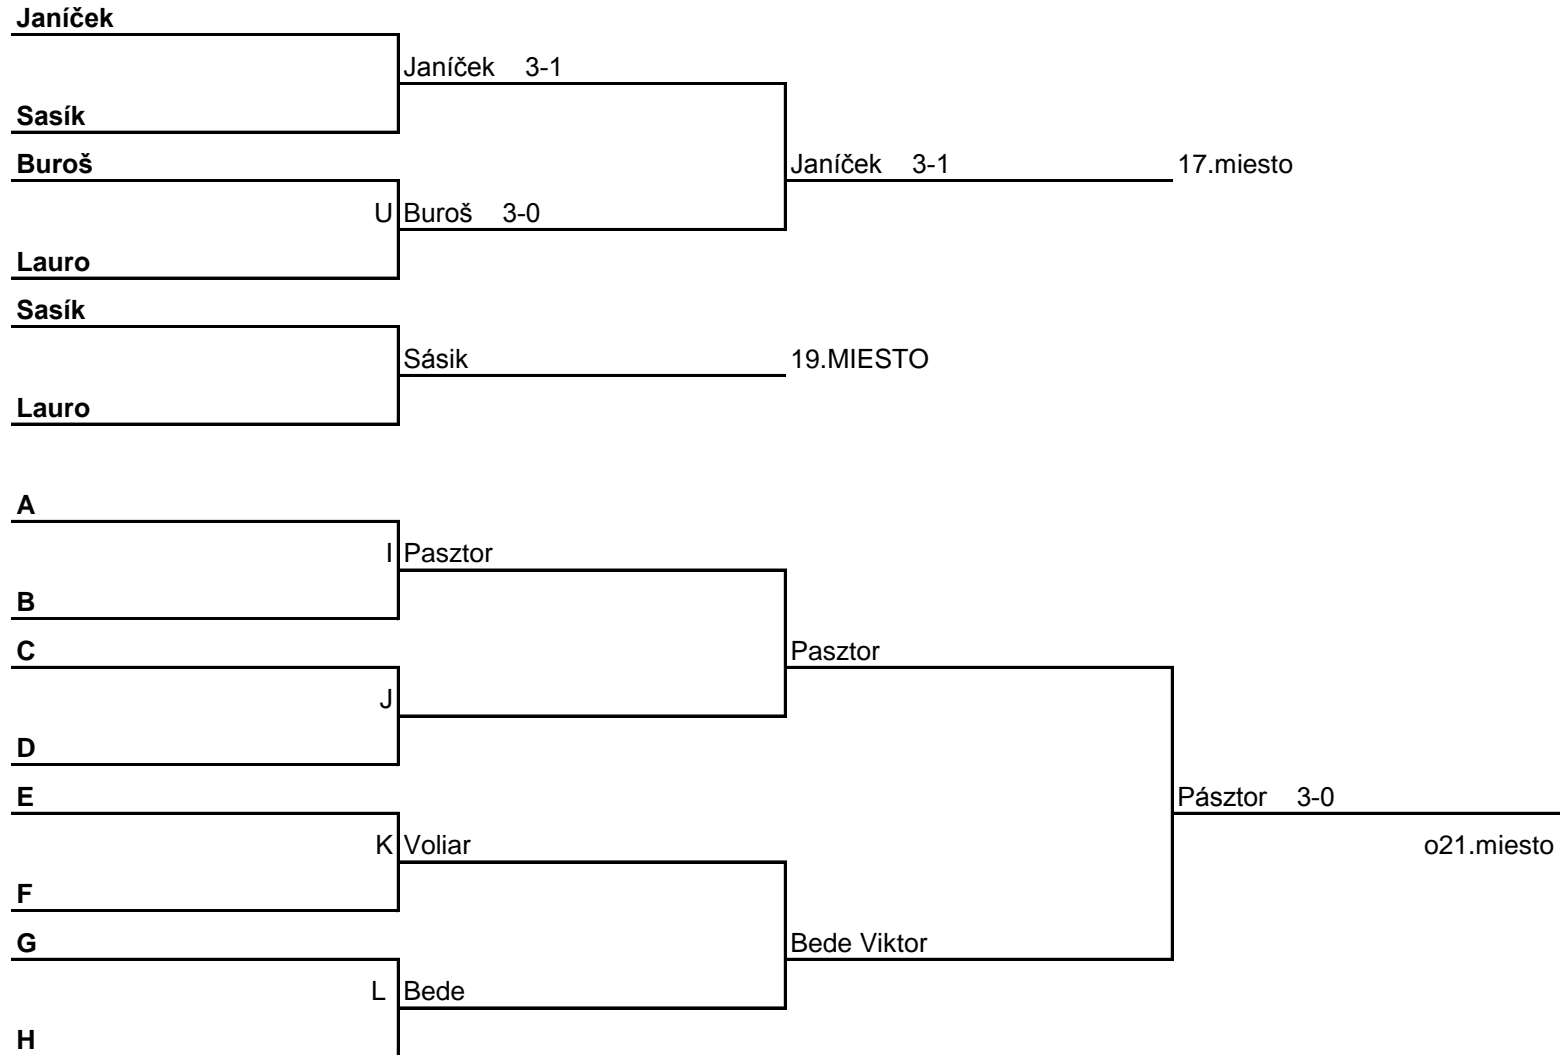 Janíček
Janíček 3-1
Sasík
Buroš
Janíček 3-1 17.miesto
U Buroš 3-0
Lauro
Sasík
Sásik 19.MIESTO
Lauro
A
I Pasztor
B
C
Pasztor
J
D
E
Pásztor 3-0
K Voliar
o21.miesto
F
G
Bede Viktor
L Bede
H